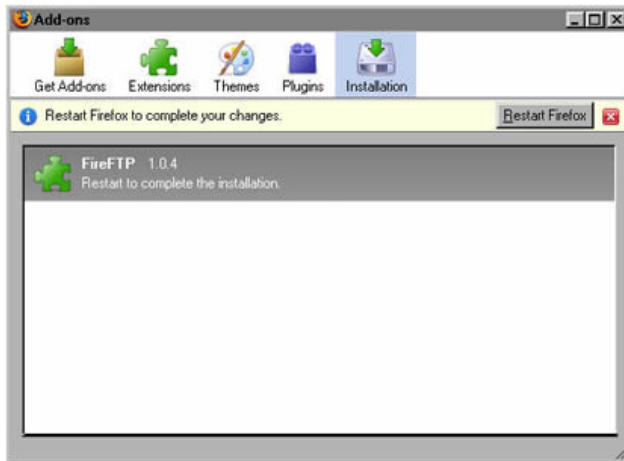 Add-ons
Get Add-ons Extensions Themes Plugins Installation
Restart Firefox to complete your changes. Restart Firefox
FireFTP 1.0.4
Restart to complete the installation.